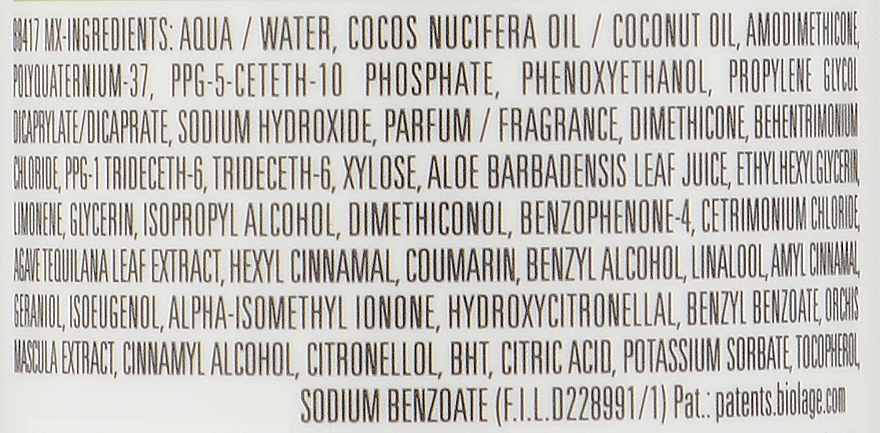 88417 MX-INGREDIENTS: AQUA / WATER, COCOS NUCIFERA OIL / COCONUT OIL, AMODIMETHICONE,
POLYQUATERNIUM-37, PPG-5-CETETH-10 PHOSPHATE, PHENOXYETHANOL, PROPYLENE GLYCOL
DICAPRYLATE/DICAPRATE, SODIUM HYDROXIDE, PARFUM / FRAGRANCE, DIMETHICONE, BEHENTRIMONIUM
CHLORIDE, PPG-1 TRIDECETH-6, TRIDECETH-6, XYLOSE, ALOE BARBADENSIS LEAF JUICE, ETHYLHEXYLGLYCERIN,
LIMONENE, GLYCERIN, ISOPROPYL ALCOHOL, DIMETHICONOL, BENZOPHENONE-4, CETRIMONIUM CHLORIDE,
AGAVE TEQUILANA LEAF EXTRACT, HEXYL CINNAMAL, COUMARIN, BENZYL ALCOHOL, LINALOOL, AMYL CINNAMAL,
GERANIOL, ISOEUGENOL, ALPHA-ISOMETHYL IONONE, HYDROXYCITRONELLAL, BENZYL BENZOATE, ORCHIS
MASCULA EXTRACT, CINNAMYL ALCOHOL, CITRONELLOL, BHT, CITRIC ACID, POTASSIUM SORBATE, TOCOPHEROL,
SODIUM BENZOATE (F.I.L.D228991/1) Pat.: patents.biolage.com